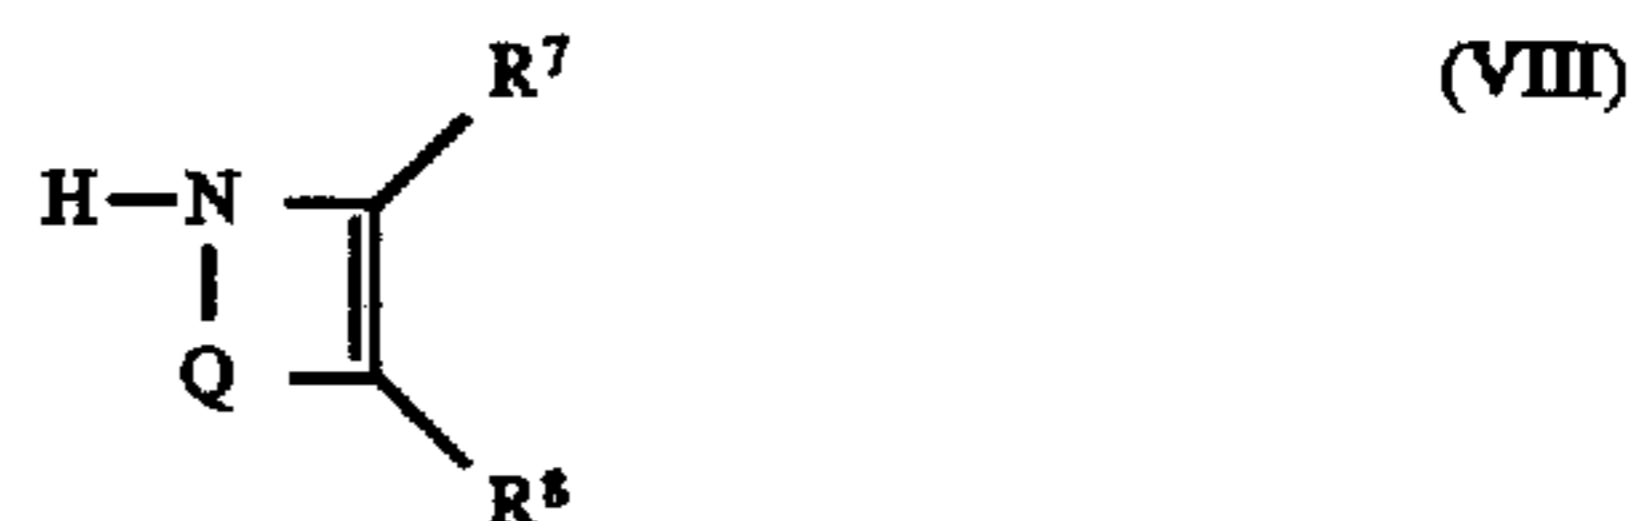 R⁷ (VIII)
H—N
Q
R⁸